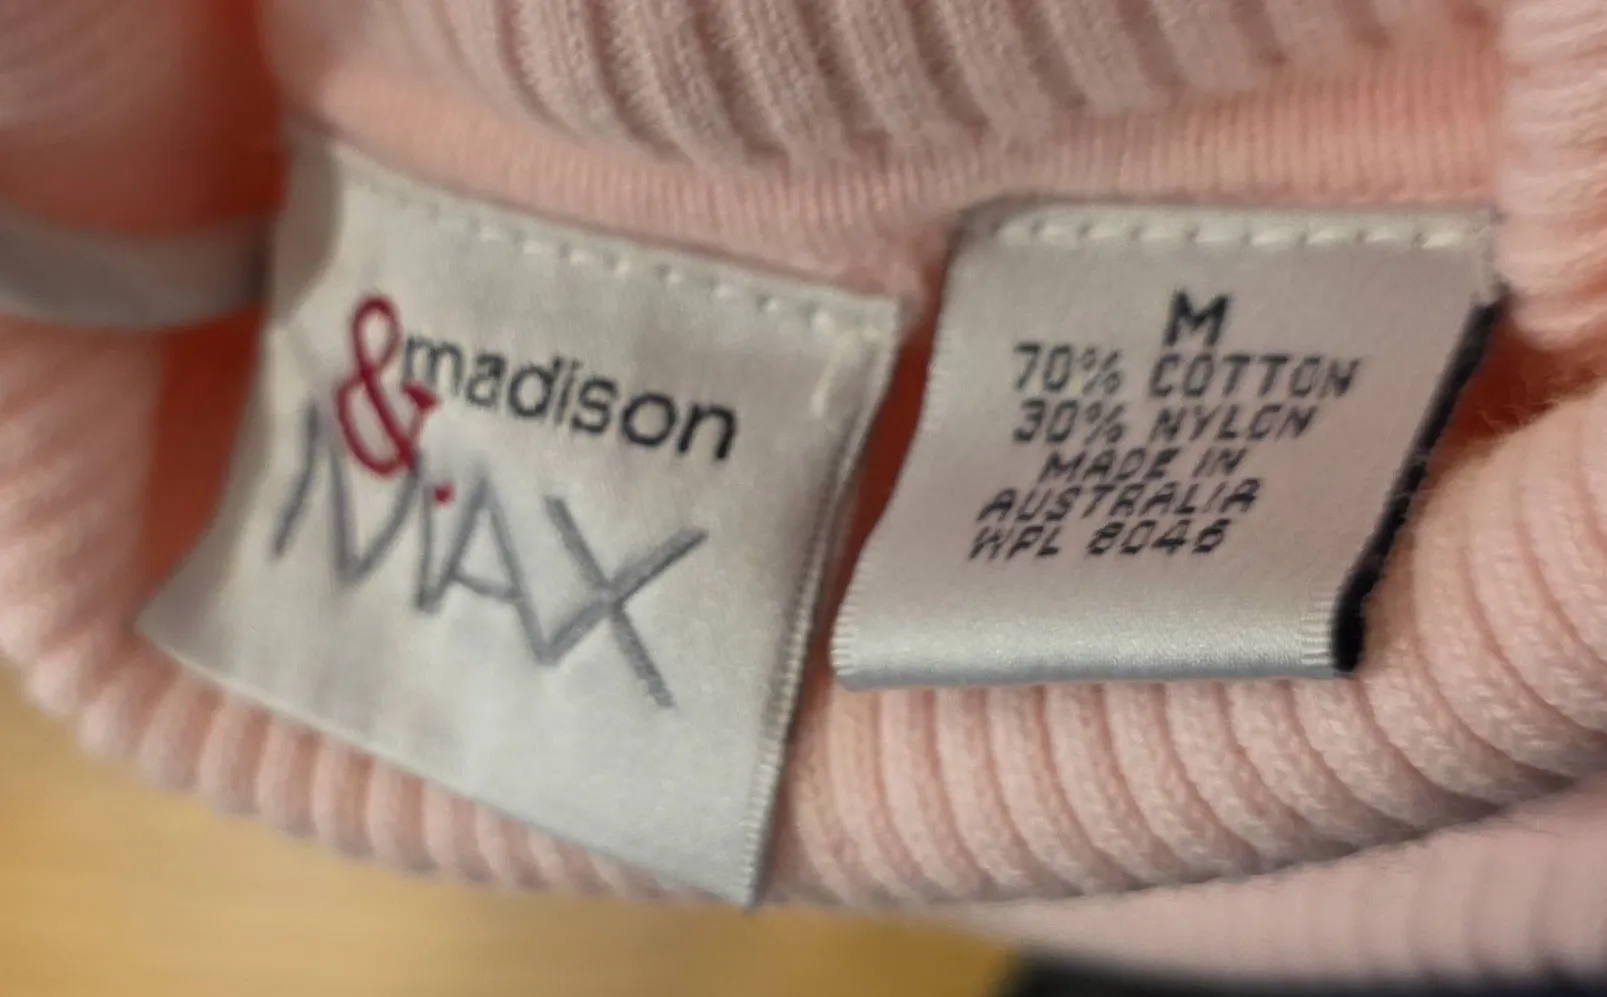 madison
&
MAX
M
70% COTTON
30% NYLON
MADE IN
AUSTRALIA
WPL 8046